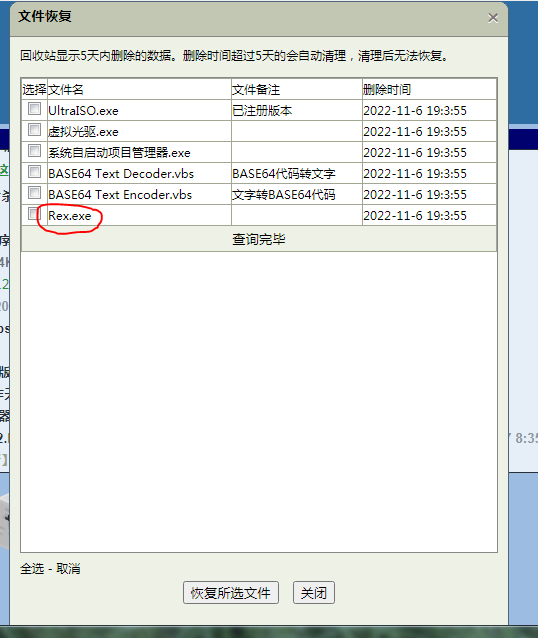 文件恢复
回收站显示5天内删除的数据。删除时间超过5天的会自动清理，清理后无法恢复。
选择 文件名 文件备注 删除时间
UltraISO.exe 已注册版本 2022-11-6 19:3:55
虚拟光驱.exe 2022-11-6 19:3:55
系统自启动项目管理器.exe 2022-11-6 19:3:55
BASE64 Text Decoder.vbs BASE64代码转文字 2022-11-6 19:3:55
BASE64 Text Encoder.vbs 文字转BASE64代码 2022-11-6 19:3:55
Rex.exe 2022-11-6 19:3:55
查询完毕
全选 - 取消
恢复所选文件 关闭